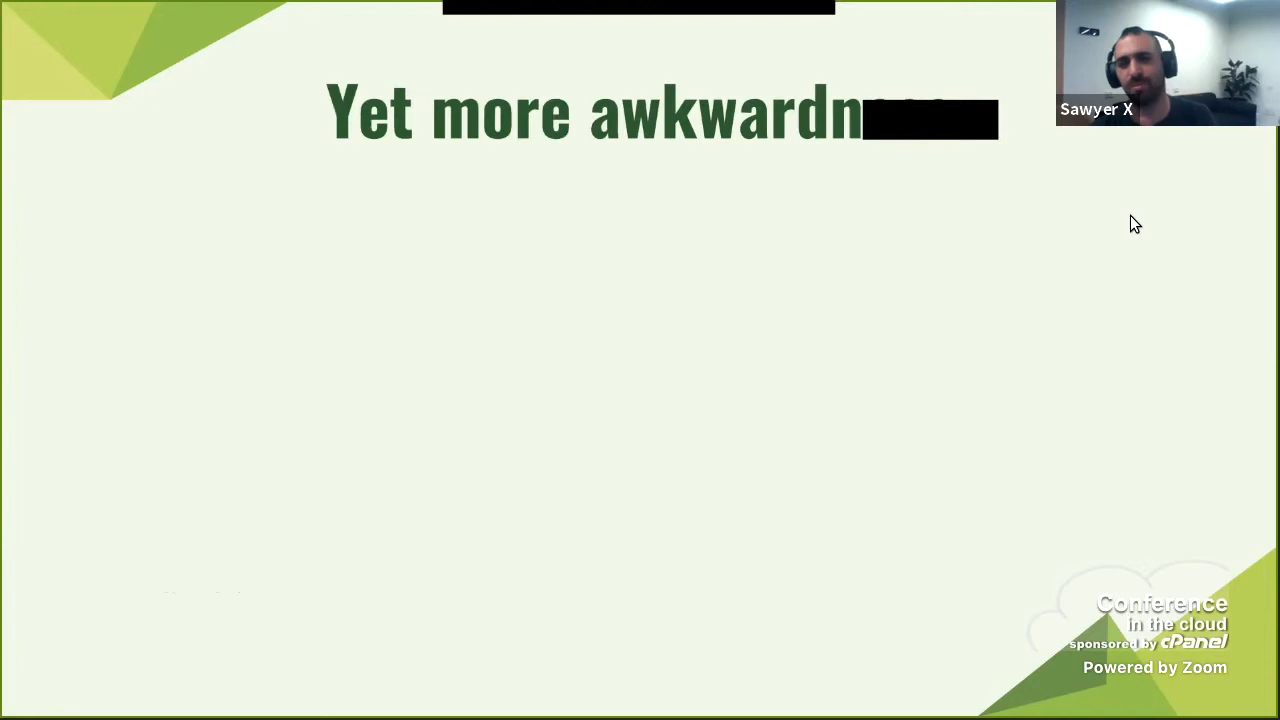 Yet more awkwardn
Sawyer X
Conference
in the cloud
sponsored by cPanel
Powered by Zoom